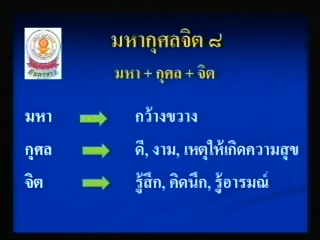 มหากุศลจิต ๘
มหา + กุศล + จิต
มหา กว้างขวาง
กุศล ดี, งาม, เหตุให้เกิดความสุข
จิต รู้สึก, คิดนึก, รู้อารมณ์